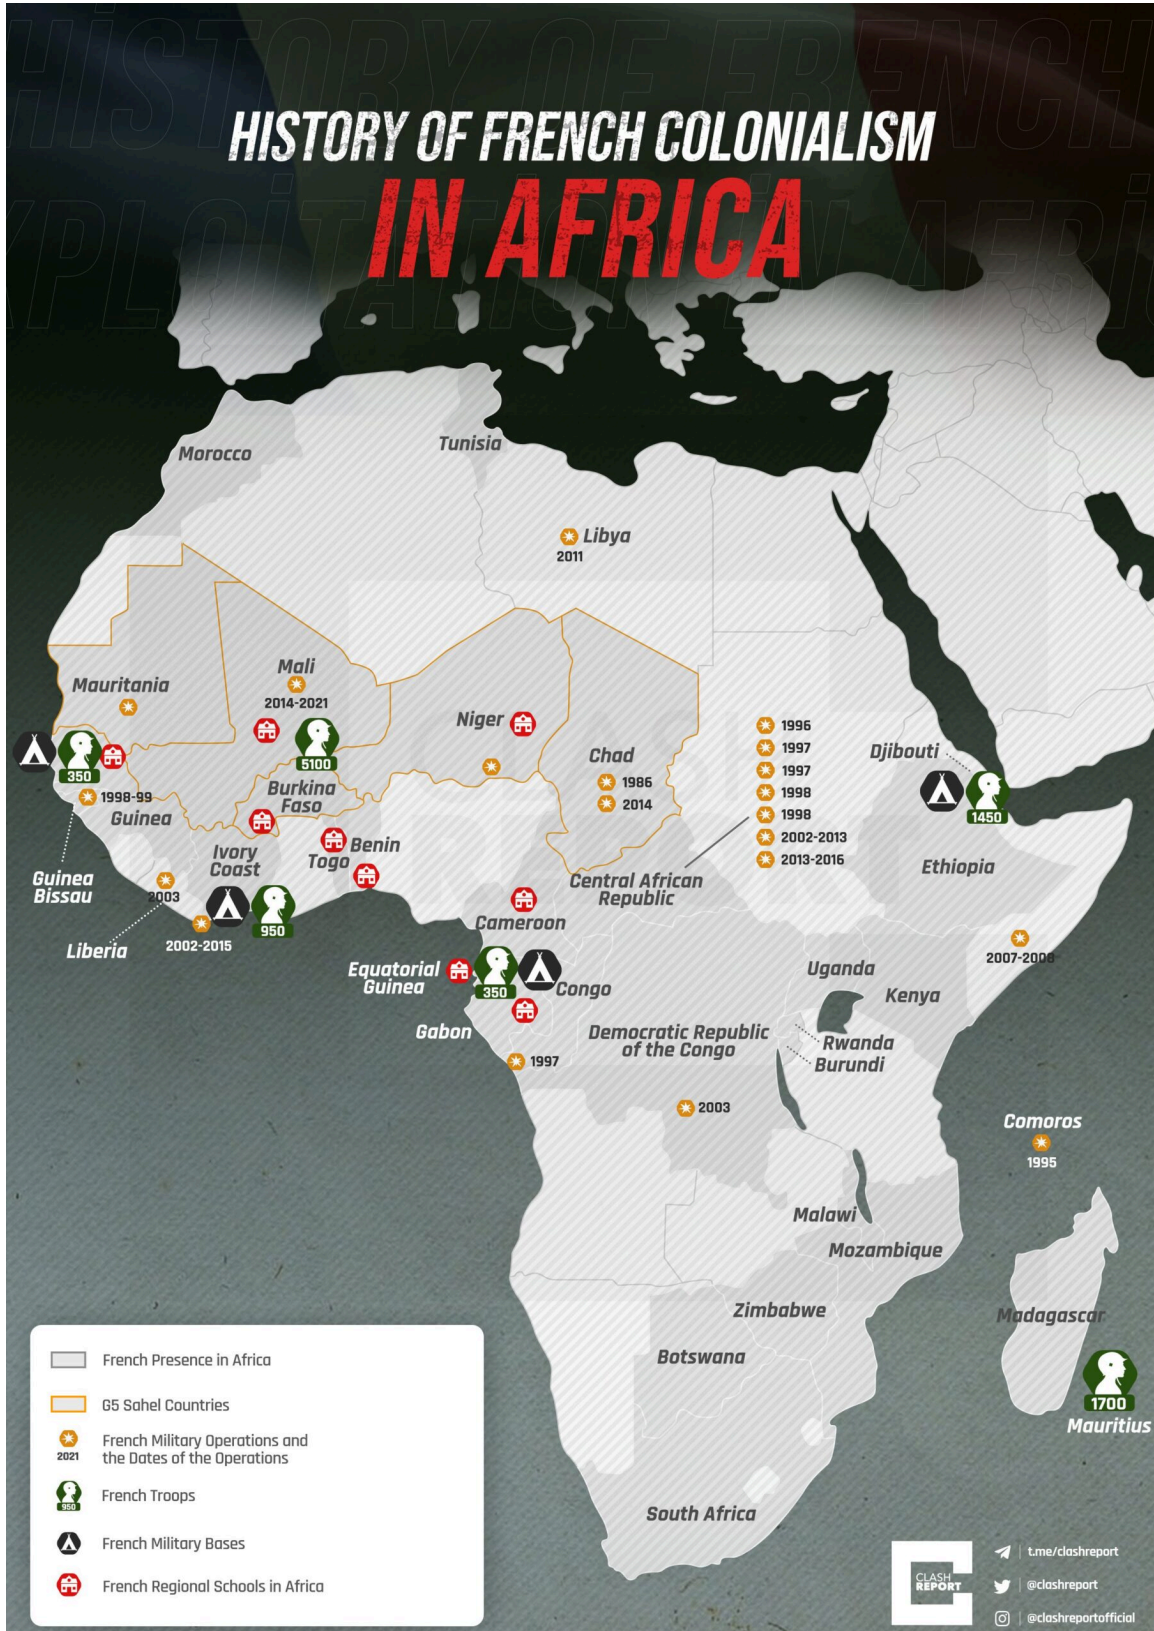 HISTORY OF FRENCH COLONIALISM
IN AFRICA
HiSTORY OF FRENCH
EXPLOiTATiON iN AFRiC
Morocco
Tunisia
Libya
2011
Mauritania
Mali
2014-2021
5100
Niger
Chad
1986
2014
1996
1997
1997
1998
1998
2002-2013
2013-2016
Djibouti
1450
350
1998-99
Guinea
Burkina
Faso
Benin
Togo
Ivory
Coast
Guinea
Bissau
2003
Liberia
950
2002-2015
Central African
Republic
Cameroon
Ethiopia
2007-2008
Equatorial
Guinea
350
Congo
Gabon
1997
Uganda
Kenya
Democratic Republic
of the Congo
Rwanda
Burundi
2003
Comoros
1995
Malawi
Mozambique
Zimbabwe
Botswana
Madagascar
1700
Mauritius
South Africa
French Presence in Africa
G5 Sahel Countries
2021
French Military Operations and
the Dates of the Operations
950
French Troops
French Military Bases
French Regional Schools in Africa
CLASH
REPORT
t.me/clashreport
@clashreport
@clashreportofficial